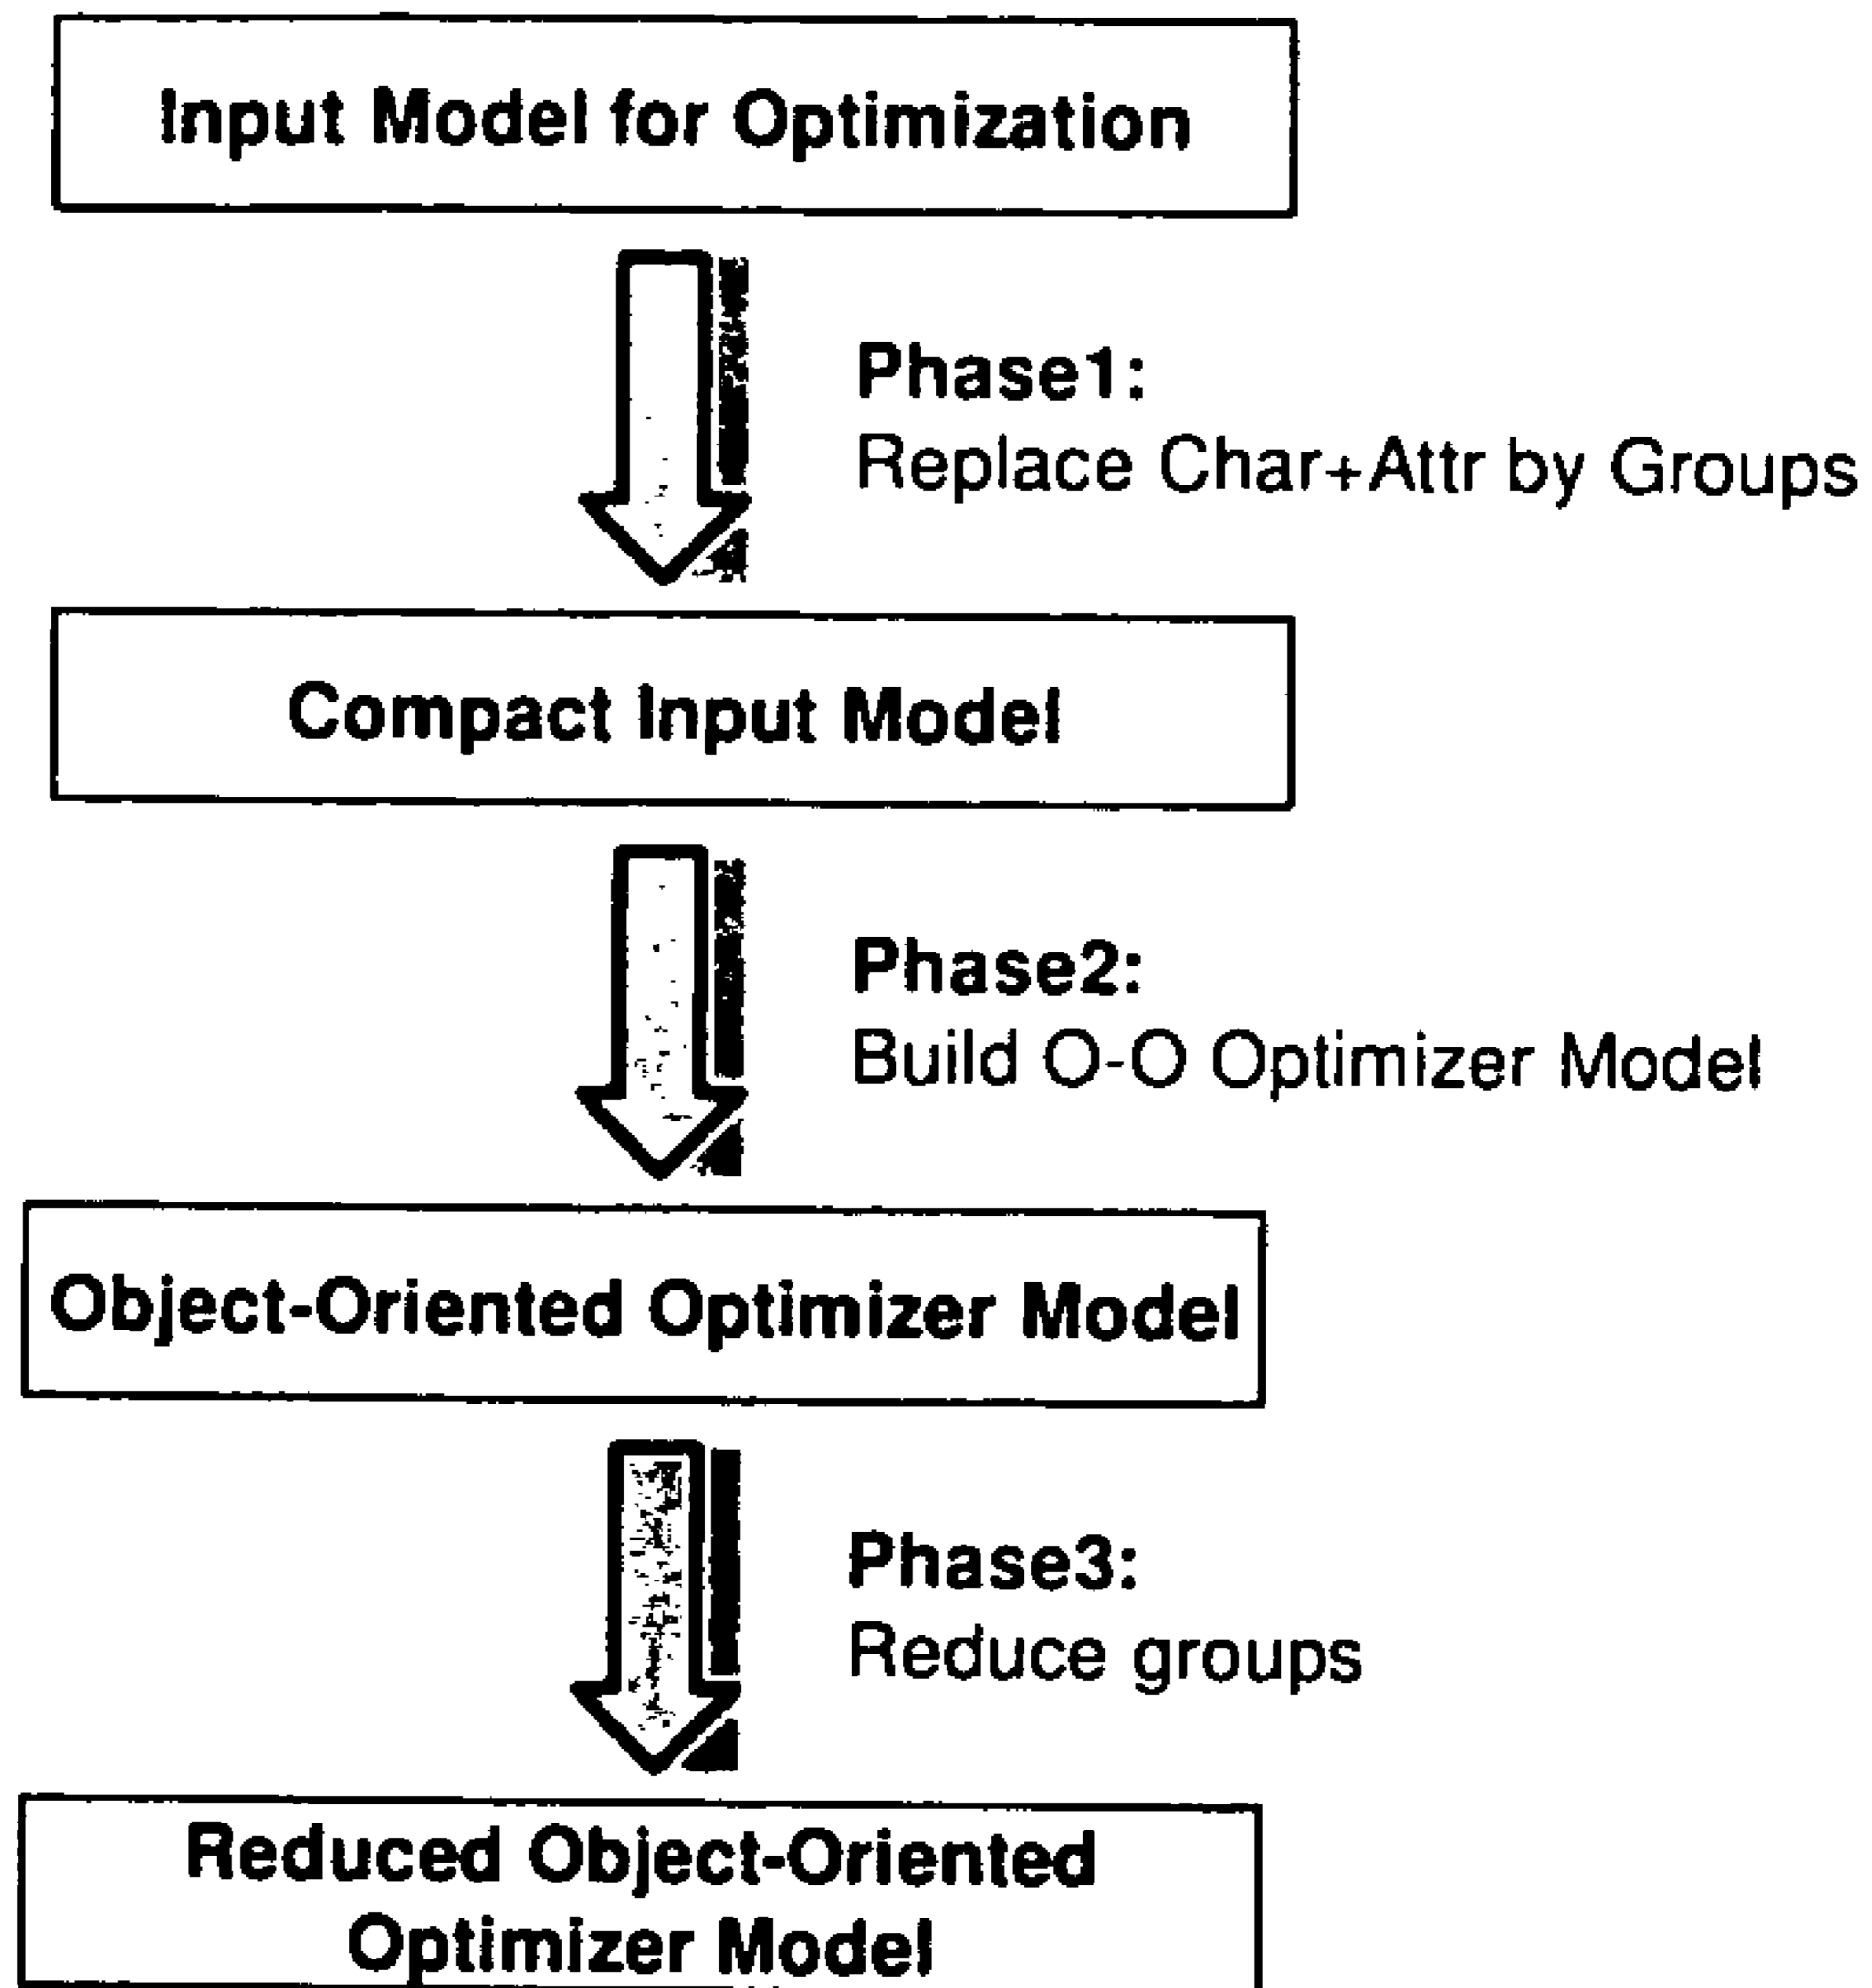 Input Model for Optimization
Phase1:
Replace Char+Attr by Groups
Compact Input Model
Phase2:
Build O-O Optimizer Model
Object-Oriented Optimizer Model
Phase3:
Reduce groups
Reduced Object-Oriented
Optimizer Model